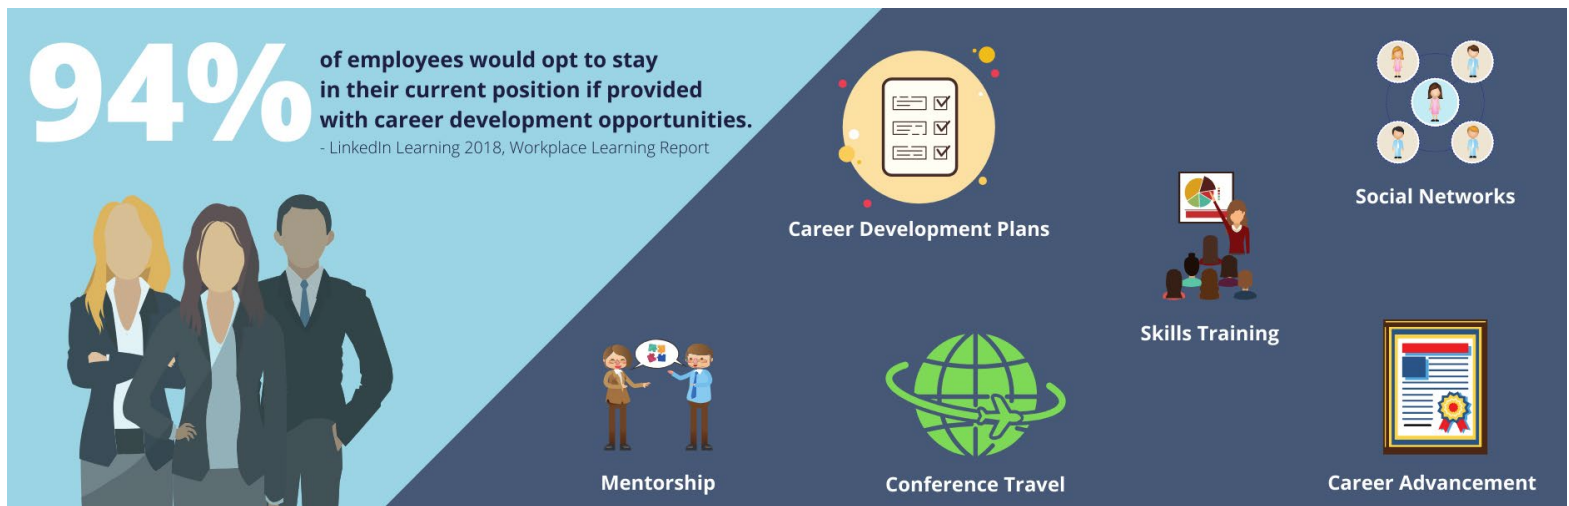 94%
of employees would opt to stay
in their current position if provided
with career development opportunities.
- LinkedIn Learning 2018, Workplace Learning Report
Career Development Plans
Social Networks
Skills Training
Mentorship
Conference Travel
Career Advancement